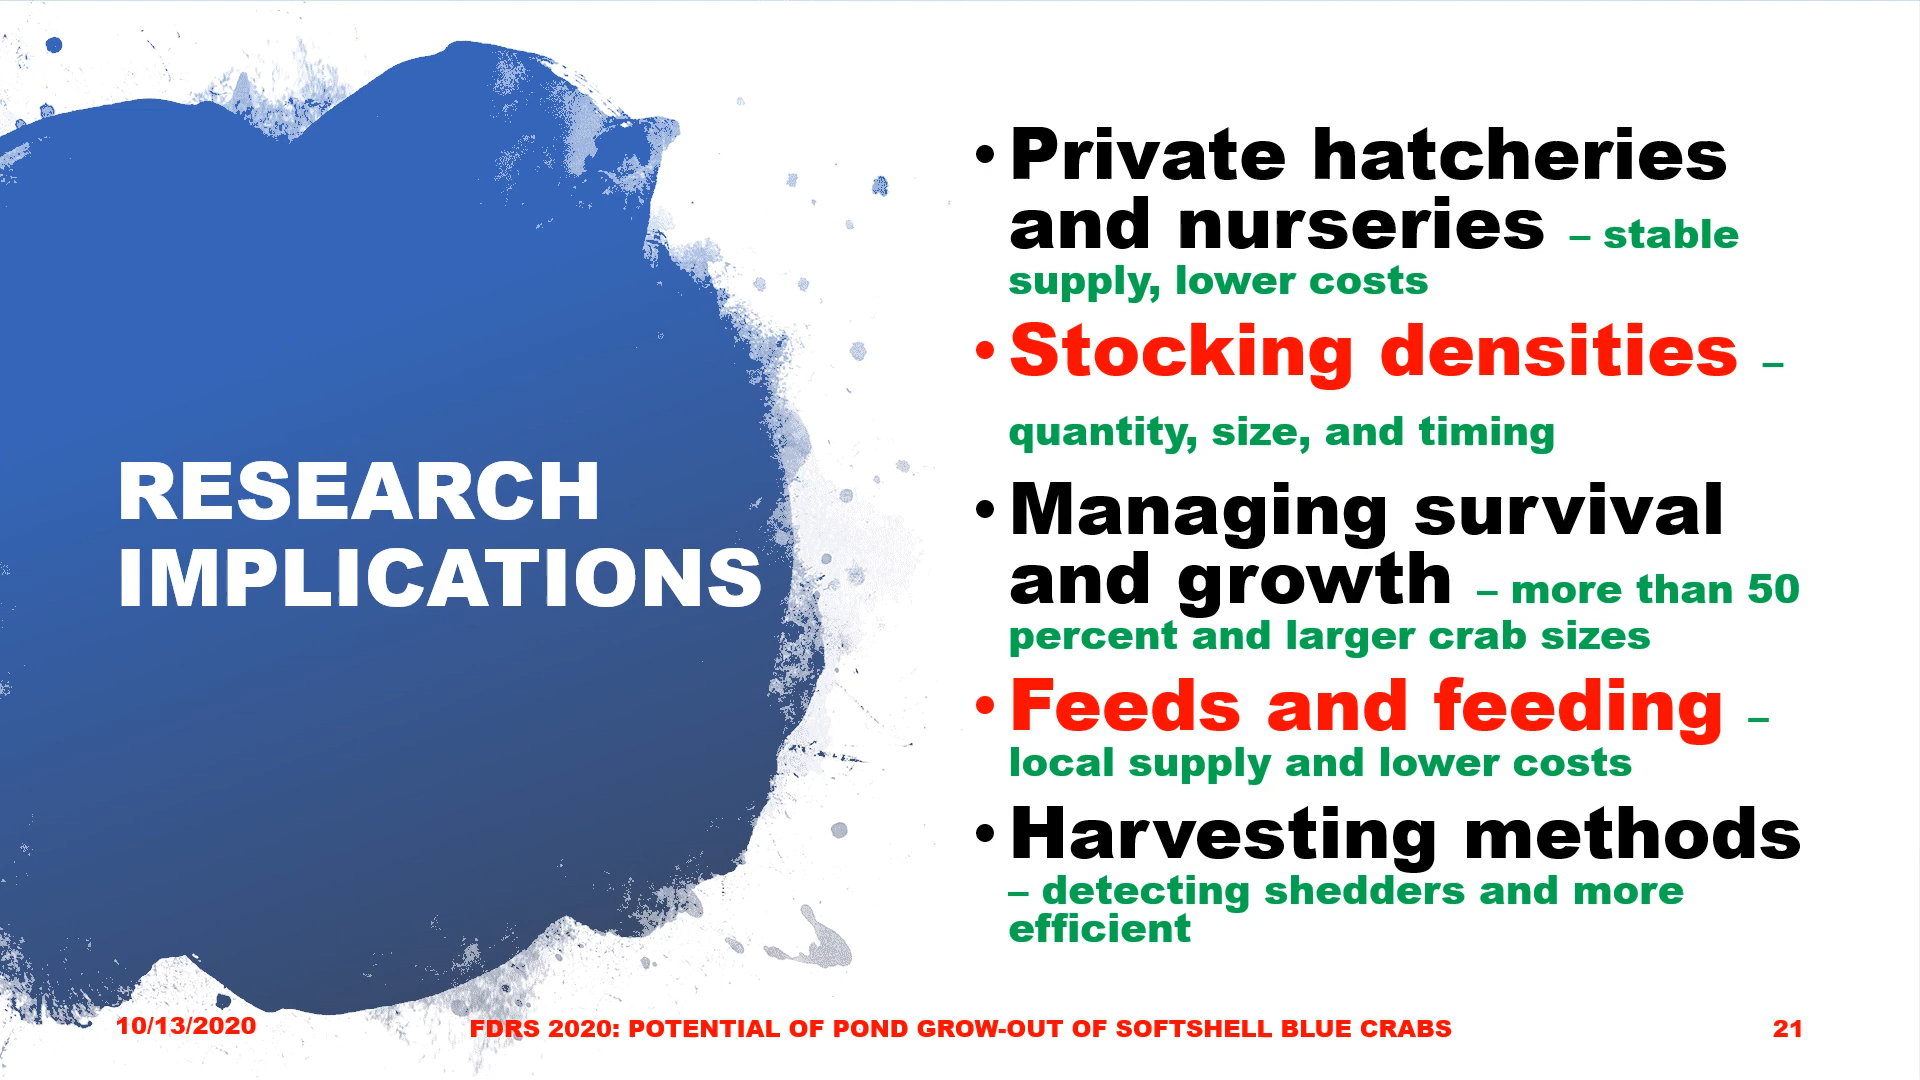 RESEARCH
IMPLICATIONS
• Private hatcheries
and nurseries – stable
supply, lower costs
• Stocking densities –
quantity, size, and timing
• Managing survival
and growth – more than 50
percent and larger crab sizes
• Feeds and feeding –
local supply and lower costs
• Harvesting methods
– detecting shedders and more
efficient
10/13/2020
FDRS 2020: POTENTIAL OF POND GROW-OUT OF SOFTSHELL BLUE CRABS
21